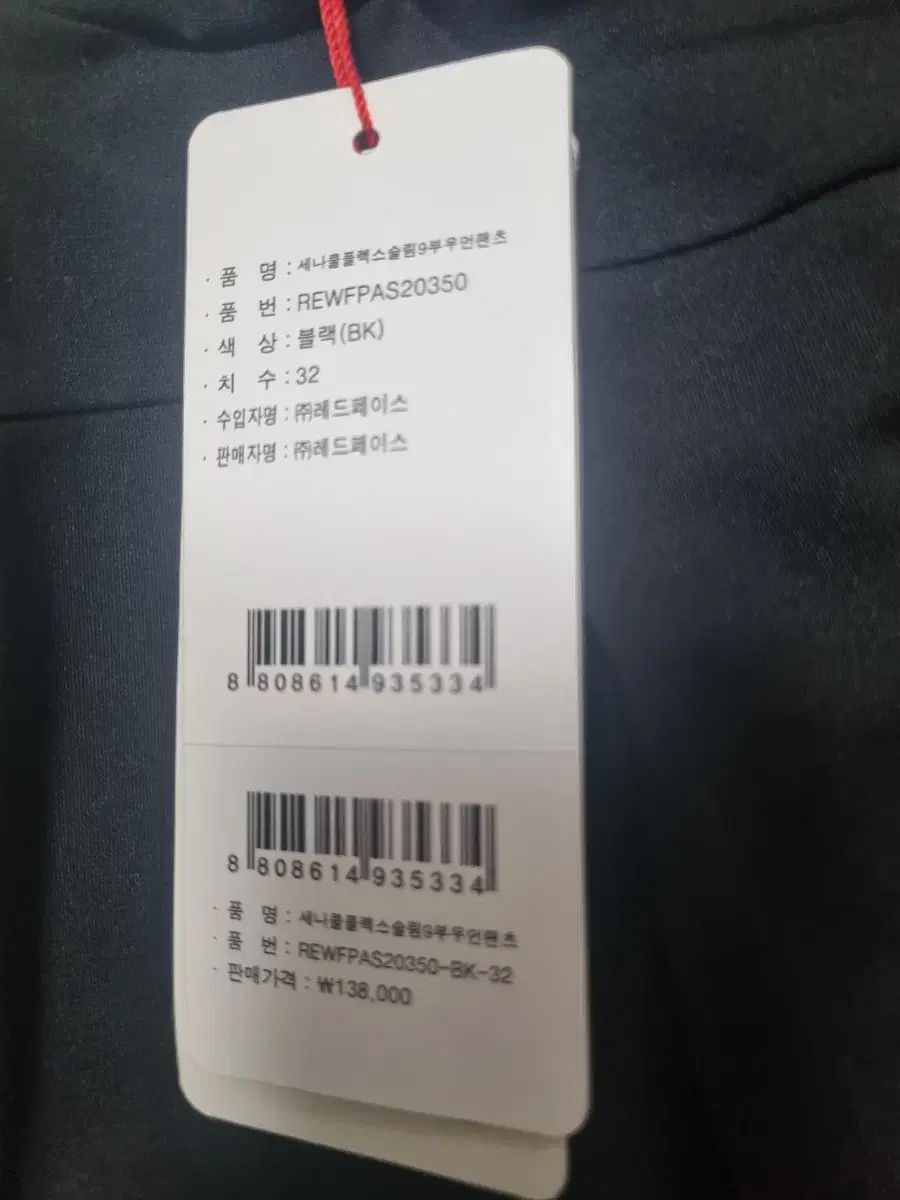 · 품 명 : 세나쿨플렉스슬림9부우먼팬츠
· 품 번 : REWFPAS20350
· 색 상 : 블랙(BK)
· 치 수 : 32
· 수입자명 : ㈜레드페이스
· 판매자명 : ㈜레드페이스
8 808614 935334
8 808614 935334
· 품 명 : 세나쿨플렉스슬림9부우먼팬츠
· 품 번 : REWFPAS20350-BK-32
· 판매가격 : ₩138,000